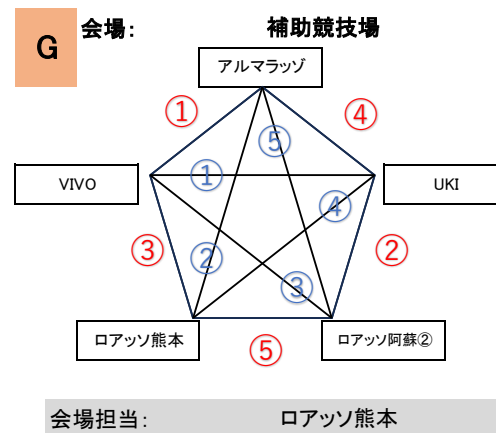 G 会場： 補助競技場
アルマラッゾ
① ④
⑤
VIVO ① UKI
④
③ ② ②
③
ロアッソ熊本 ロアッソ阿蘇②
⑤
会場担当： ロアッソ熊本